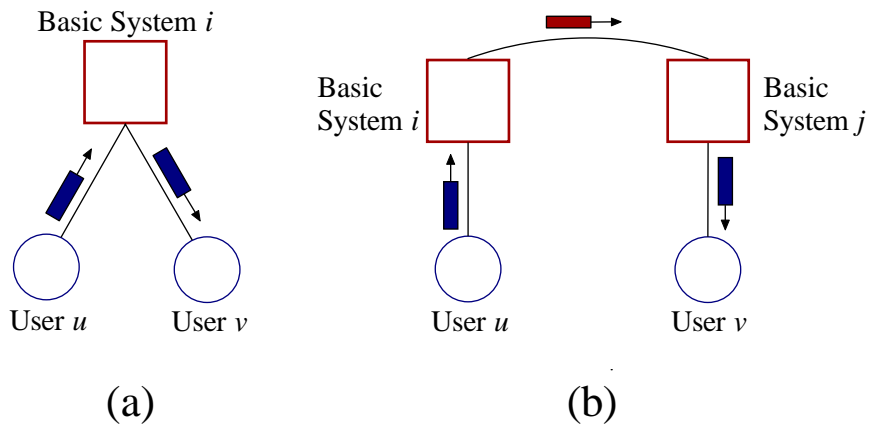 Basic System i
User u
User v
(a)
Basic
System i
Basic
System j
User u
User v
(b)